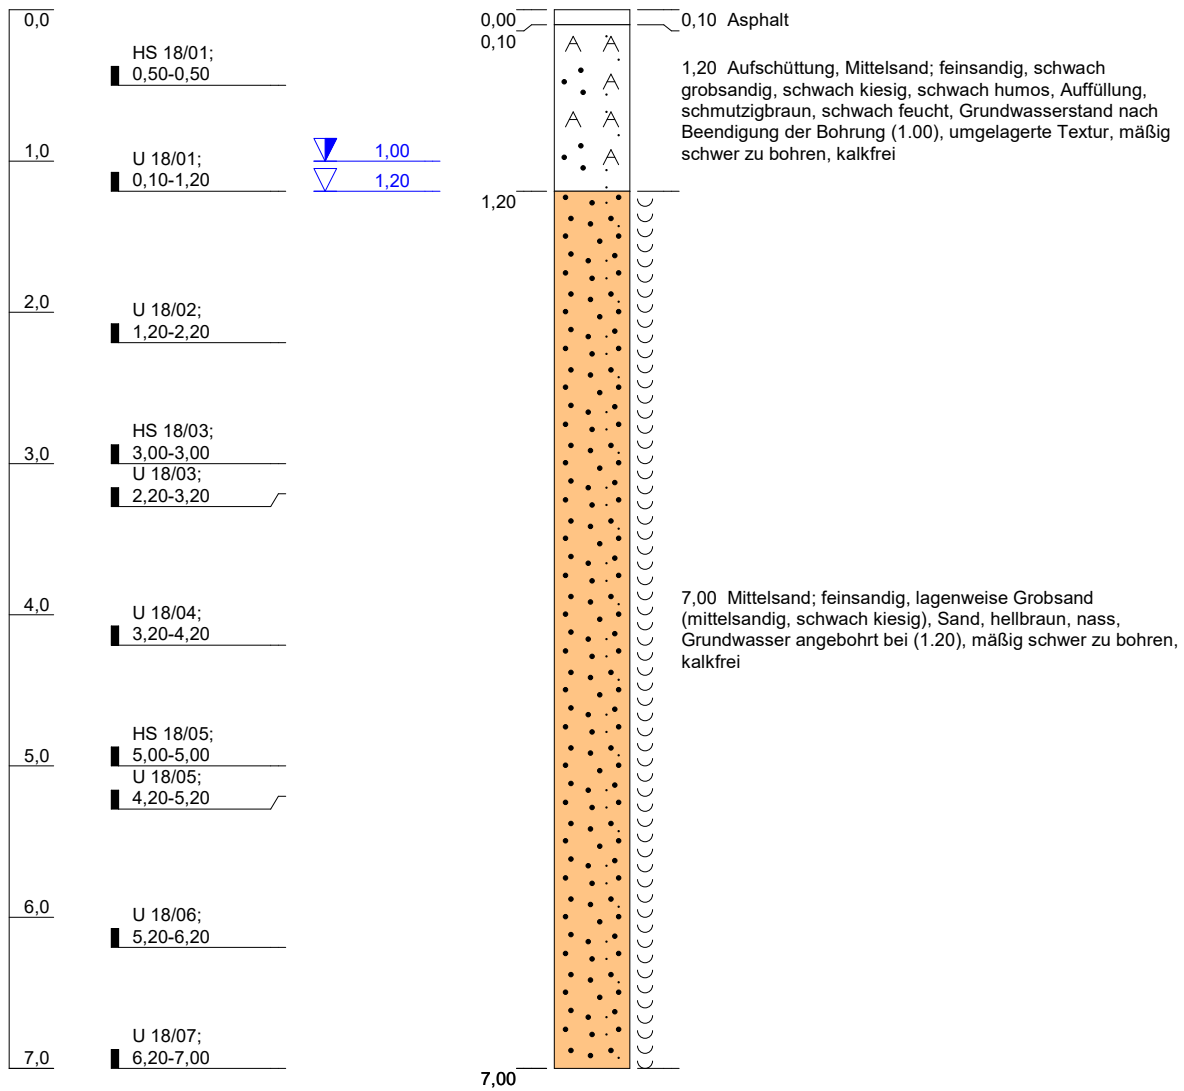 0,0
1,0
2,0
3,0
4,0
5,0
6,0
7,0
HS 18/01;
0,50-0,50
U 18/01;
0,10-1,20
U 18/02;
1,20-2,20
HS 18/03;
3,00-3,00
U 18/03;
2,20-3,20
U 18/04;
3,20-4,20
HS 18/05;
5,00-5,00
U 18/05;
4,20-5,20
U 18/06;
5,20-6,20
U 18/07;
6,20-7,00
1,00
1,20
0,00
0,10
1,20
7,00
0,10 Asphalt
1,20 Aufschüttung, Mittelsand; feinsandig, schwach
grobsandig, schwach kiesig, schwach humos, Auffüllung,
schmutzigbraun, schwach feucht, Grundwasserstand nach
Beendigung der Bohrung (1.00), umgelagerte Textur, mäßig
schwer zu bohren, kalkfrei
7,00 Mittelsand; feinsandig, lagenweise Grobsand
(mittelsandig, schwach kiesig), Sand, hellbraun, nass,
Grundwasser angebohrt bei (1.20), mäßig schwer zu bohren,
kalkfrei